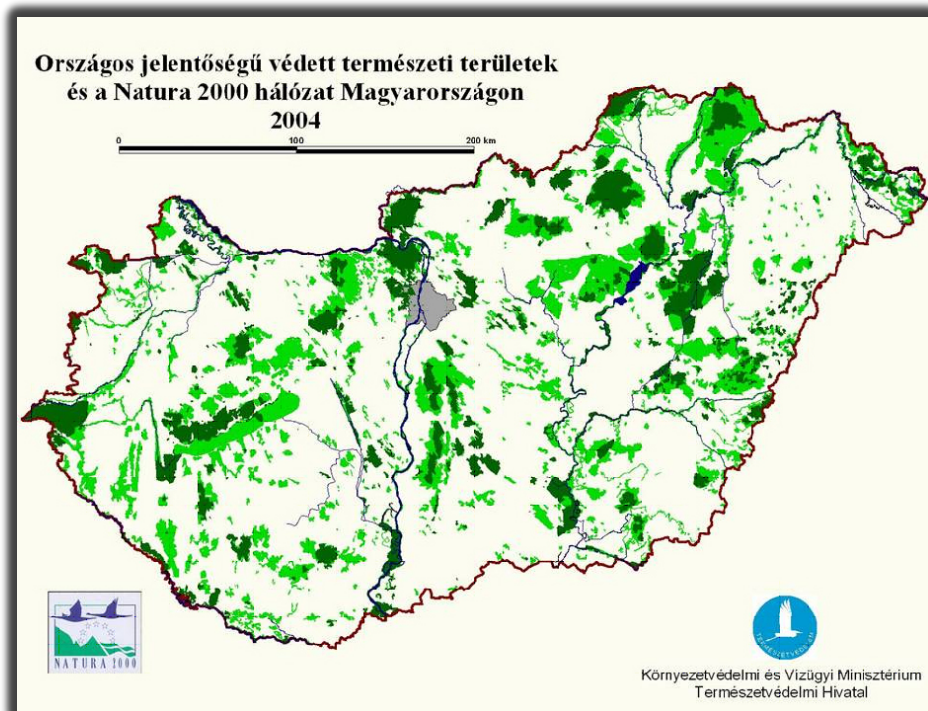 Országos jelentőségű védett természeti területek
és a Natura 2000 hálózat Magyarországon
2004
0 100 200 km
NATURA 2000
TERMÉSZETVÉDELEM
Környezetvédelmi és Vízügyi Minisztérium
Természetvédelmi Hivatal